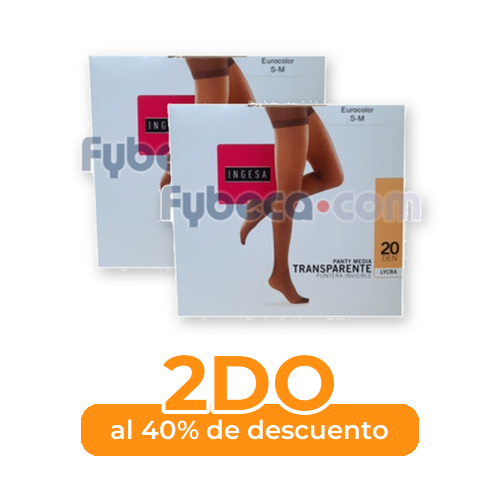 Eurocolor
S-M
INGESA
Fybeca
Eurocolor
S-M
INGESA
Fybeca.com
20
DEN
PANTY MEDIA
TRANSPARENTE
PUNTERA INVISIBLE
LYCRA
2DO
al 40% de descuento